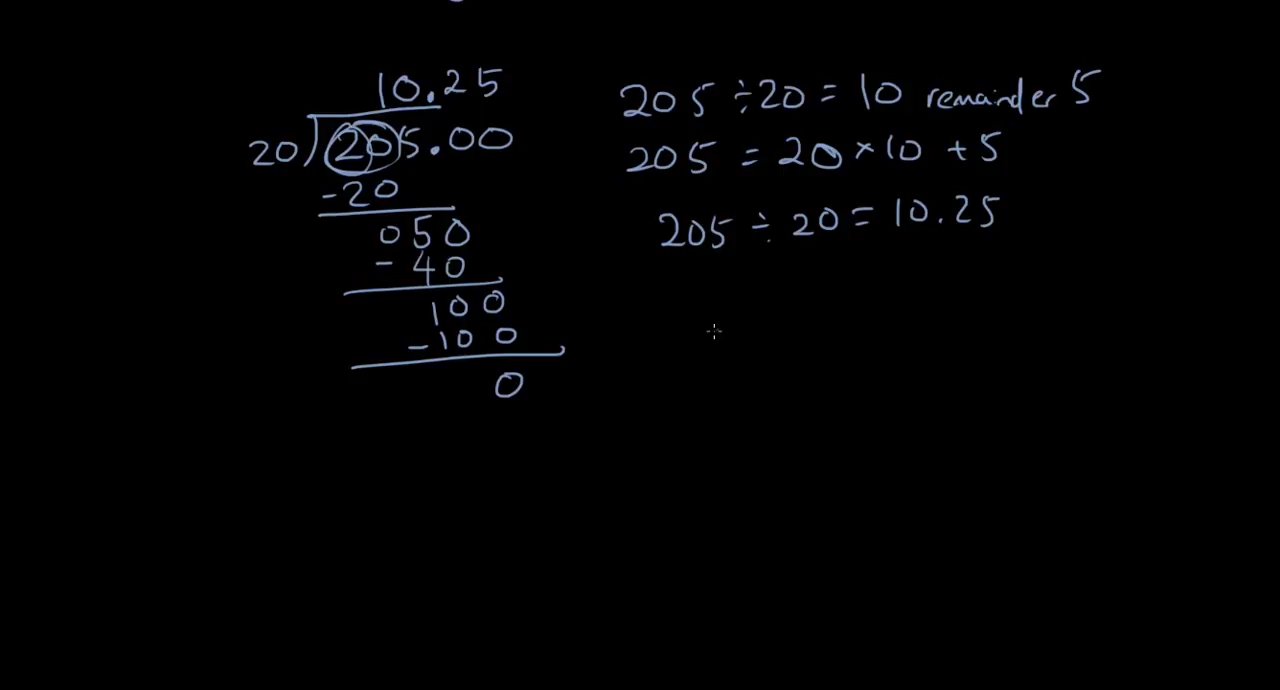 10.25
20)205.00
-20
050
-40
100
-100
0
205 ÷ 20 = 10 remainder 5
205 = 20 × 10 + 5
205 ÷ 20 = 10.25